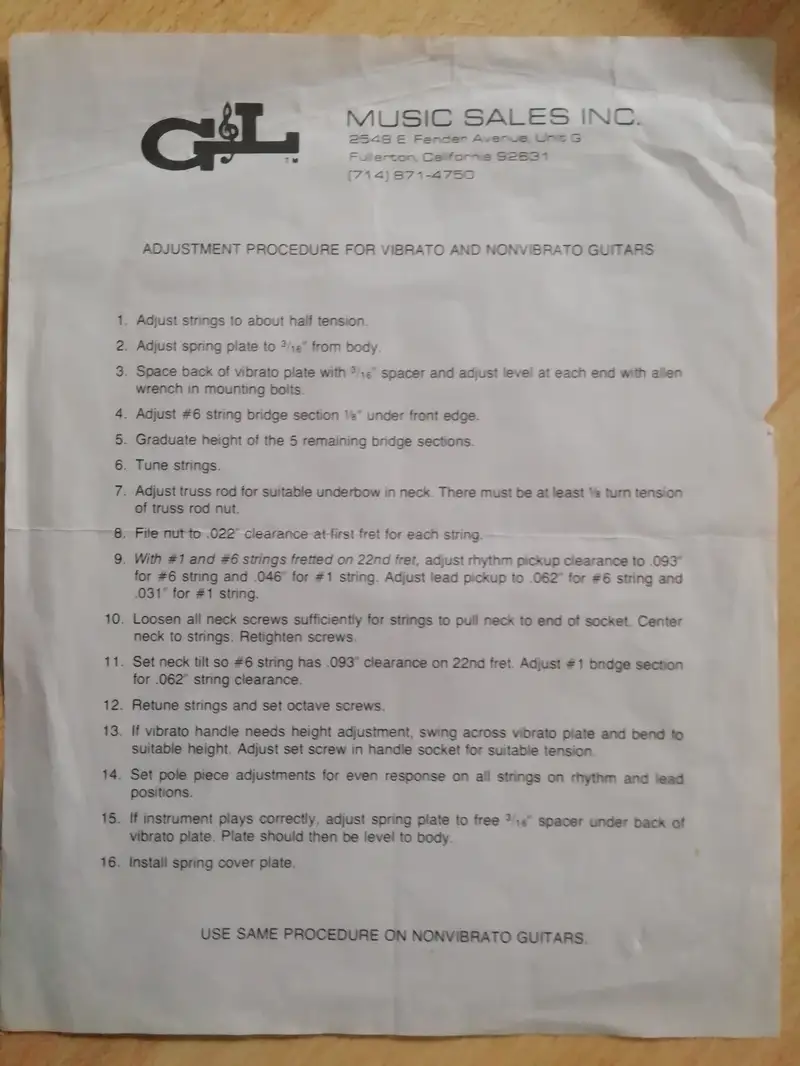 G&L
TM
MUSIC SALES INC.
2548 E. Fender Avenue, Unit G
Fullerton, California 92631
(714) 871-4750
ADJUSTMENT PROCEDURE FOR VIBRATO AND NONVIBRATO GUITARS
1. Adjust strings to about half tension.
2. Adjust spring plate to 3/16" from body.
3. Space back of vibrato plate with 3/16" spacer and adjust level at each end with allen
wrench in mounting bolts.
4. Adjust #6 string bridge section 1/8" under front edge.
5. Graduate height of the 5 remaining bridge sections.
6. Tune strings.
7. Adjust truss rod for suitable underbow in neck. There must be at least 1/8 turn tension
of truss rod nut.
8. File nut to .022" clearance at first fret for each string.
9. With #1 and #6 strings fretted on 22nd fret, adjust rhythm pickup clearance to .093"
for #6 string and .046" for #1 string. Adjust lead pickup to .062" for #6 string and
.031" for #1 string.
10. Loosen all neck screws sufficiently for strings to pull neck to end of socket. Center
neck to strings. Retighten screws.
11. Set neck tilt so #6 string has .093" clearance on 22nd fret. Adjust #1 bridge section
for .062" string clearance.
12. Retune strings and set octave screws.
13. If vibrato handle needs height adjustment, swing across vibrato plate and bend to
suitable height. Adjust set screw in handle socket for suitable tension.
14. Set pole piece adjustments for even response on all strings on rhythm and lead
positions.
15. If instrument plays correctly, adjust spring plate to free 3/16" spacer under back of
vibrato plate. Plate should then be level to body.
16. Install spring cover plate.
USE SAME PROCEDURE ON NONVIBRATO GUITARS.